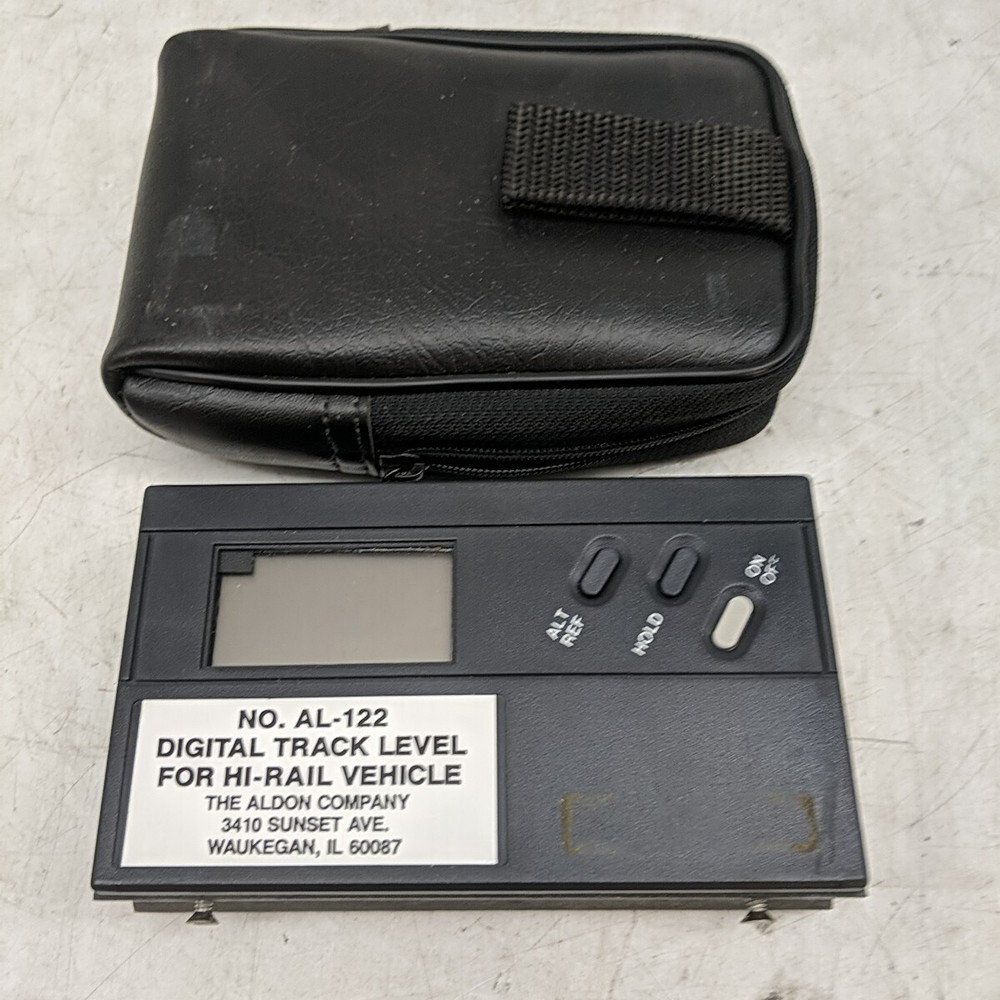 ON
OFF
ALT
REF
HOLD
NO. AL-122
DIGITAL TRACK LEVEL
FOR HI-RAIL VEHICLE
THE ALDON COMPANY
3410 SUNSET AVE.
WAUKEGAN, IL 60087